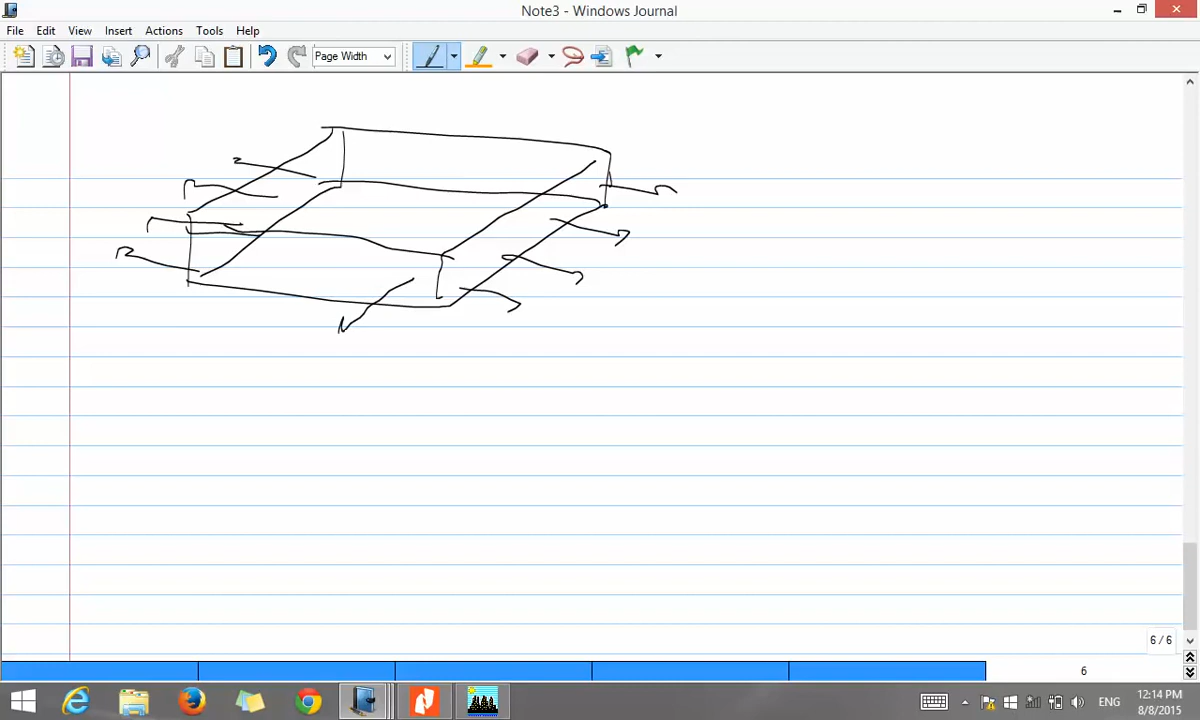 Note3 - Windows Journal
File Edit View Insert Actions Tools Help
Page Width
6 / 6
6
ENG
12:14 PM
8/8/2015